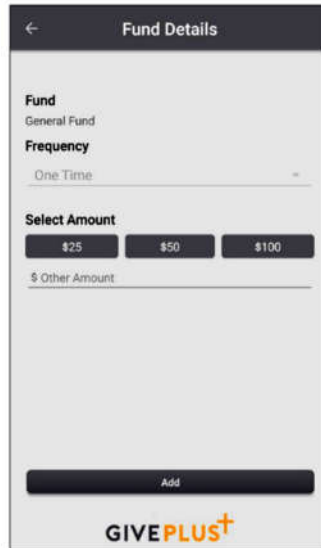 Fund Details
Fund
General Fund
Frequency
One Time
Select Amount
$25 $50 $100
$ Other Amount
Add
GIVEPLUS+